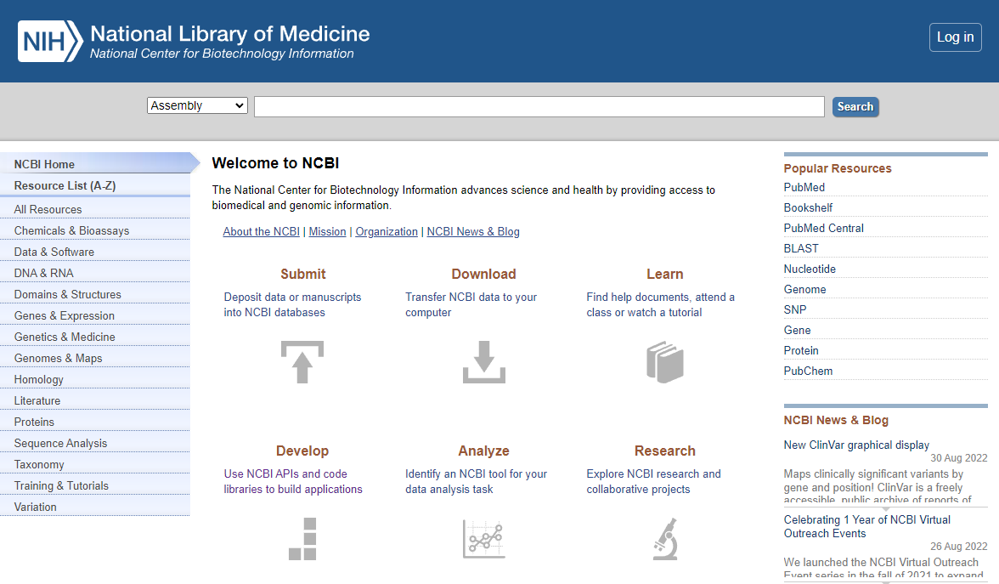 NIH National Library of Medicine
National Center for Biotechnology Information
Log in
Assembly
Search
NCBI Home
Resource List (A-Z)
All Resources
Chemicals & Bioassays
Data & Software
DNA & RNA
Domains & Structures
Genes & Expression
Genetics & Medicine
Genomes & Maps
Homology
Literature
Proteins
Sequence Analysis
Taxonomy
Training & Tutorials
Variation
Welcome to NCBI
The National Center for Biotechnology Information advances science and health by providing access to
biomedical and genomic information.
About the NCBI | Mission | Organization | NCBI News & Blog
Submit
Deposit data or manuscripts
into NCBI databases
Download
Transfer NCBI data to your
computer
Learn
Find help documents, attend a
class or watch a tutorial
Develop
Use NCBI APIs and code
libraries to build applications
Analyze
Identify an NCBI tool for your
data analysis task
Research
Explore NCBI research and
collaborative projects
Popular Resources
PubMed
Bookshelf
PubMed Central
BLAST
Nucleotide
Genome
SNP
Gene
Protein
PubChem
NCBI News & Blog
New ClinVar graphical display
30 Aug 2022
Maps clinically significant variants by
gene and position! ClinVar is a freely
accessible, public archive of reports of
Celebrating 1 Year of NCBI Virtual
Outreach Events
26 Aug 2022
We launched the NCBI Virtual Outreach
Event series in the fall of 2021 to expand